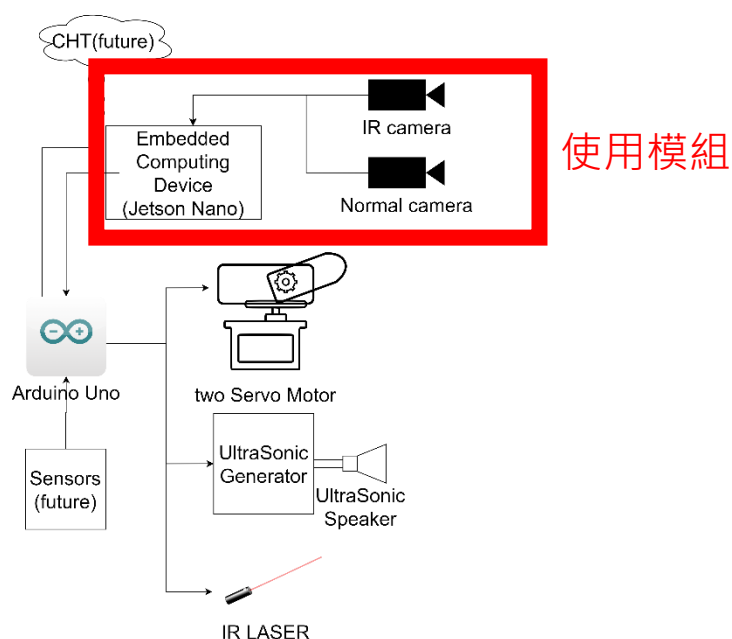 CHT(future)
IR camera
Embedded
Computing
Device
(Jetson Nano)
Normal camera
使用模組
Arduino Uno
two Servo Motor
Sensors
(future)
UltraSonic
Generator
UltraSonic
Speaker
IR LASER